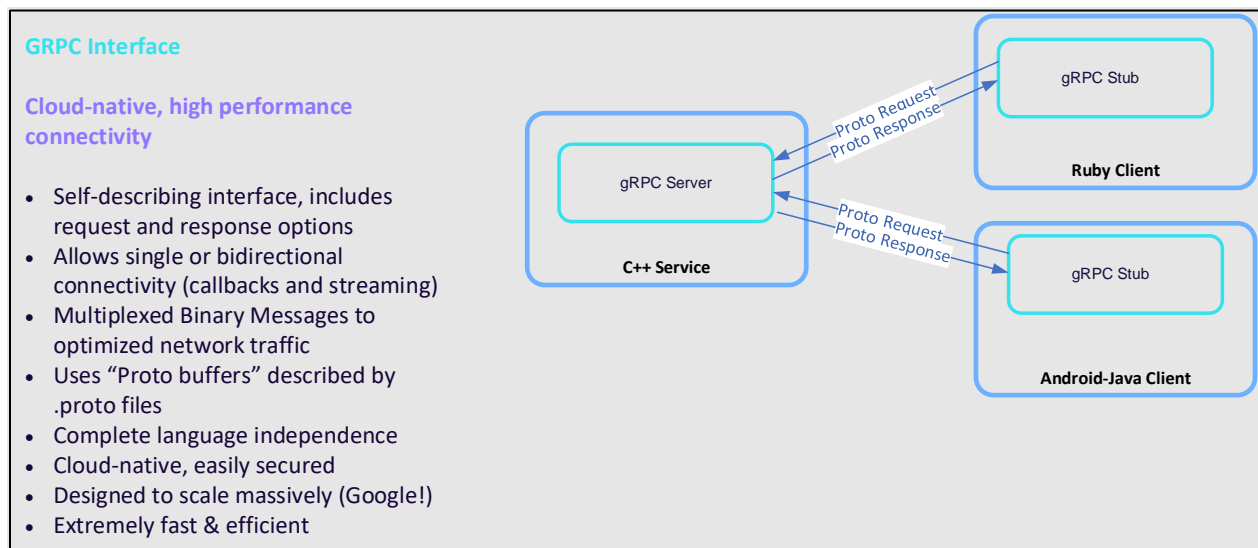 GRPC Interface
Cloud-native, high performance
connectivity
• Self-describing interface, includes
request and response options
• Allows single or bidirectional
connectivity (callbacks and streaming)
• Multiplexed Binary Messages to
optimized network traffic
• Uses “Proto buffers” described by
.proto files
• Complete language independence
• Cloud-native, easily secured
• Designed to scale massively (Google!)
• Extremely fast & efficient
gRPC Server
C++ Service
Proto Request
Proto Response
gRPC Stub
Ruby Client
Proto Request
Proto Response
gRPC Stub
Android-Java Client